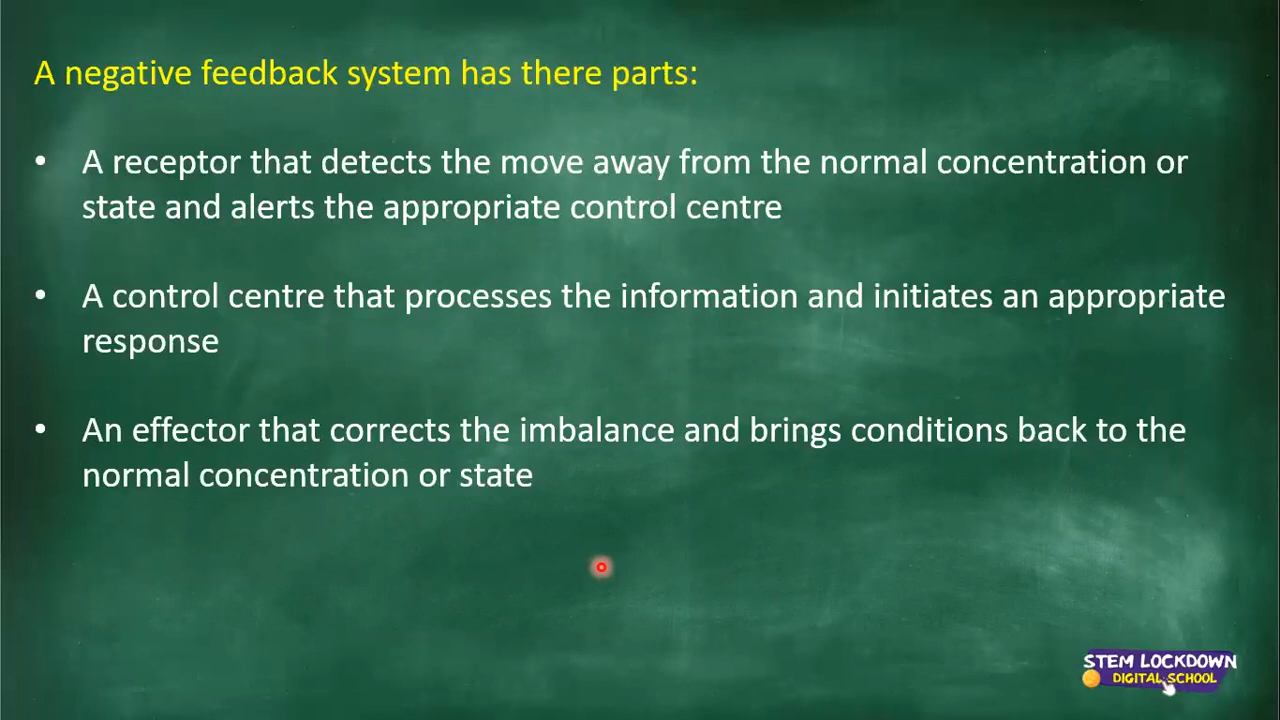 A negative feedback system has there parts:
• A receptor that detects the move away from the normal concentration or
state and alerts the appropriate control centre
• A control centre that processes the information and initiates an appropriate
response
• An effector that corrects the imbalance and brings conditions back to the
normal concentration or state
STEM LOCKDOWN
DIGITAL SCHOOL